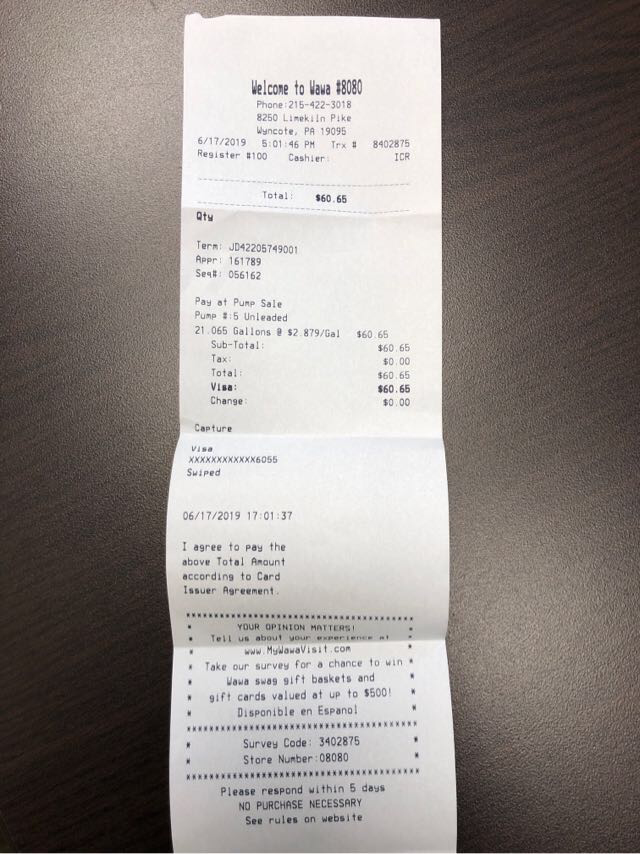 Welcome to Wawa #8080
Phone:215-422-3018
8250 Limekiln Pike
Wyncote, PA 19095
6/17/2019 5:01:46 PM Trx # 8402875
Register #100 Cashier: ICR
Total: $60.65
Qty
Term: JD42205749001
Appr: 161789
Seq#: 056162
Pay at Pump Sale
Pump #:5 Unleaded
21.065 Gallons @ $2.879/Gal $60.65
Sub-Total: $60.65
Tax: $0.00
Total: $60.65
Visa: $60.65
Change: $0.00
Capture
Visa
XXXXXXXXXXXX6055
Swiped
06/17/2019 17:01:37
I agree to pay the
above Total Amount
according to Card
Issuer Agreement.
****************************************
* YOUR OPINION MATTERS! *
* Tell us about your experience at *
* www.MyWawaVisit.com *
* Take our survey for a chance to win *
* Wawa swag gift baskets and *
* gift cards valued at up to $500! *
* Disponible en Espanol *
****************************************
* Survey Code: 3402875 *
* Store Number:08080 *
****************************************
Please respond within 5 days
NO PURCHASE NECESSARY
See rules on website